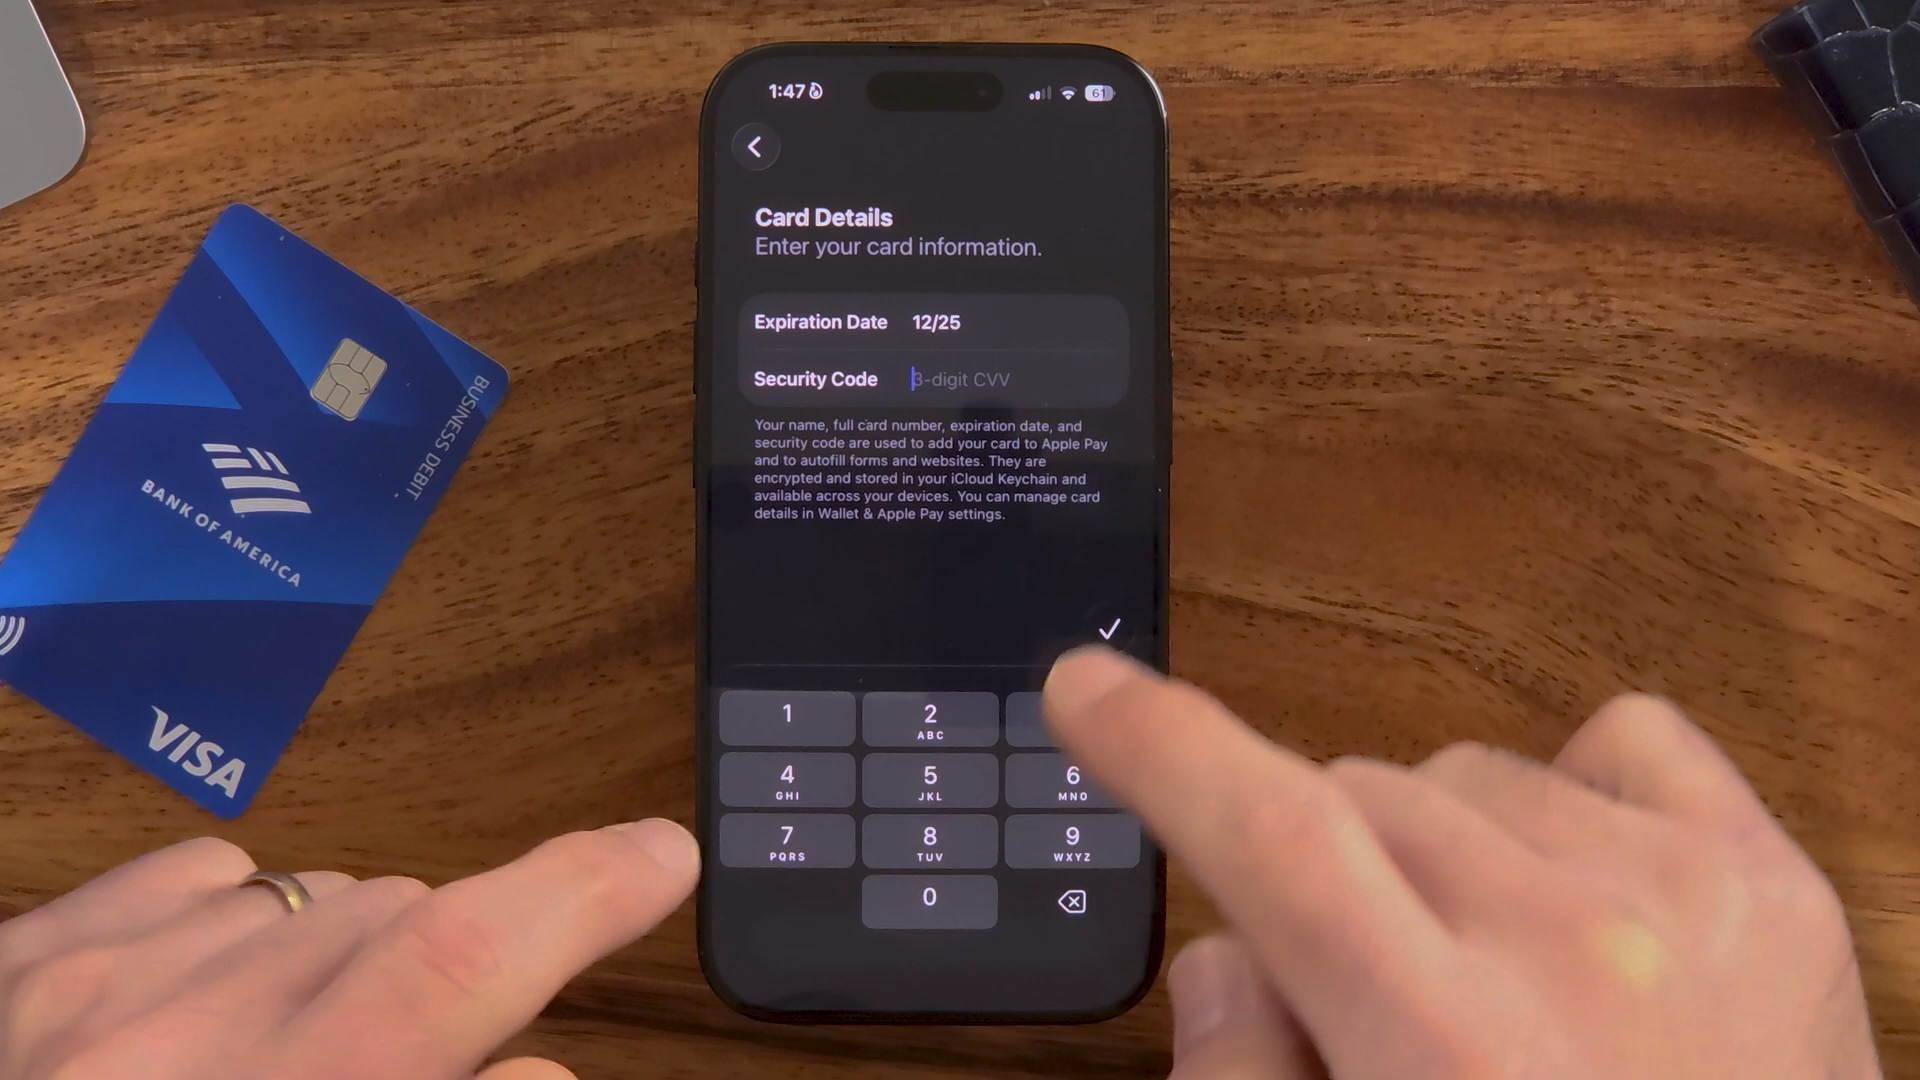 1:47
61
Card Details
Enter your card information.
Expiration Date 12/25
Security Code 3-digit CVV
Your name, full card number, expiration date, and
security code are used to add your card to Apple Pay
and to autofill forms and websites. They are
encrypted and stored in your iCloud Keychain and
available across your devices. You can manage card
details in Wallet & Apple Pay settings.
1
2
ABC
4
GHI
5
JKL
6
MNO
7
PQRS
8
TUV
9
WXYZ
0
BUSINESS DEBIT
BANK OF AMERICA
VISA